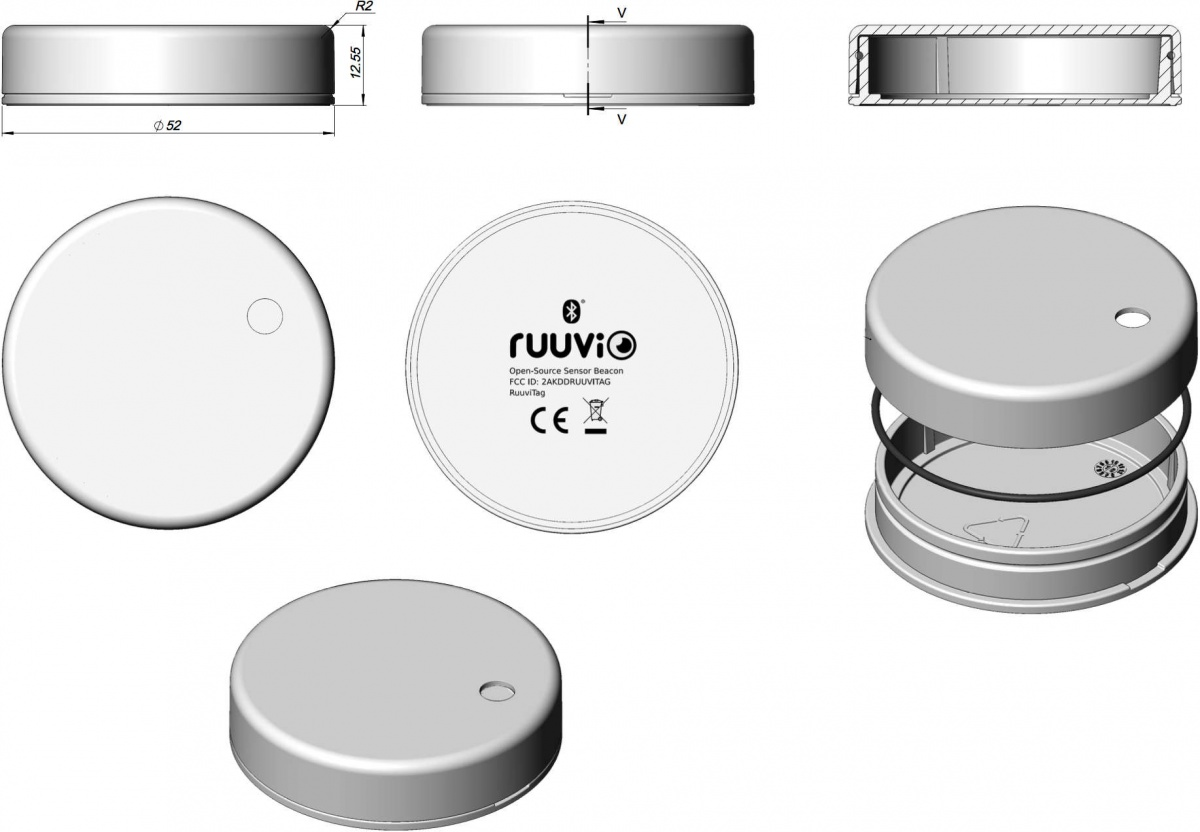 R2
12.55
⌀ 52
V
V
®
ruuvi
Open-Source Sensor Beacon
FCC ID: 2AKDDRUUVITAG
RuuviTag
CE